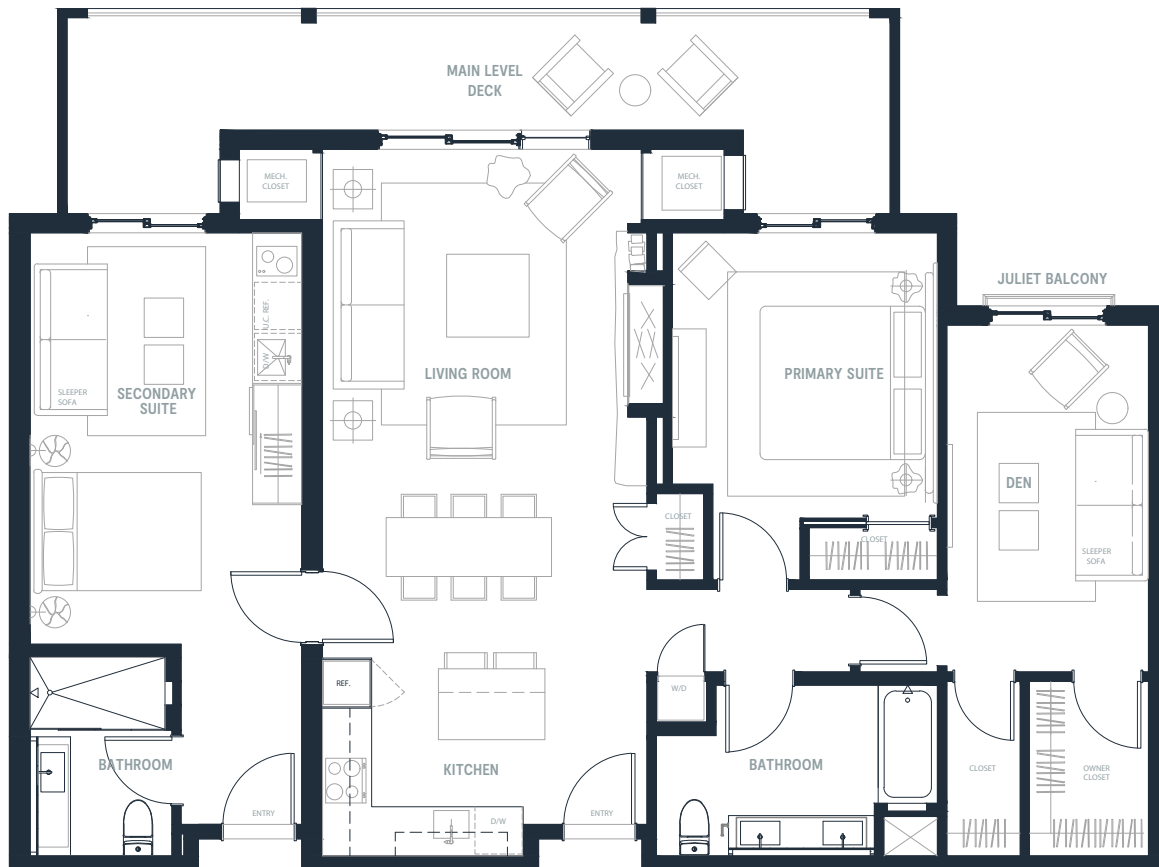 MAIN LEVEL
DECK
MECH.
CLOSET
MECH.
CLOSET
JULIET BALCONY
U.C. REF.
D/W
SLEEPER
SOFA
SECONDARY
SUITE
LIVING ROOM
PRIMARY SUITE
DEN
CLOSET
CLOSET
SLEEPER
SOFA
REF.
W/D
BATHROOM
KITCHEN
BATHROOM
CLOSET
OWNER
CLOSET
ENTRY
D/W
ENTRY